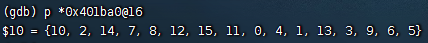 (gdb) p *0x401ba0@16
$10 = {10, 2, 14, 7, 8, 12, 15, 11, 0, 4, 1, 13, 3, 9, 6, 5}